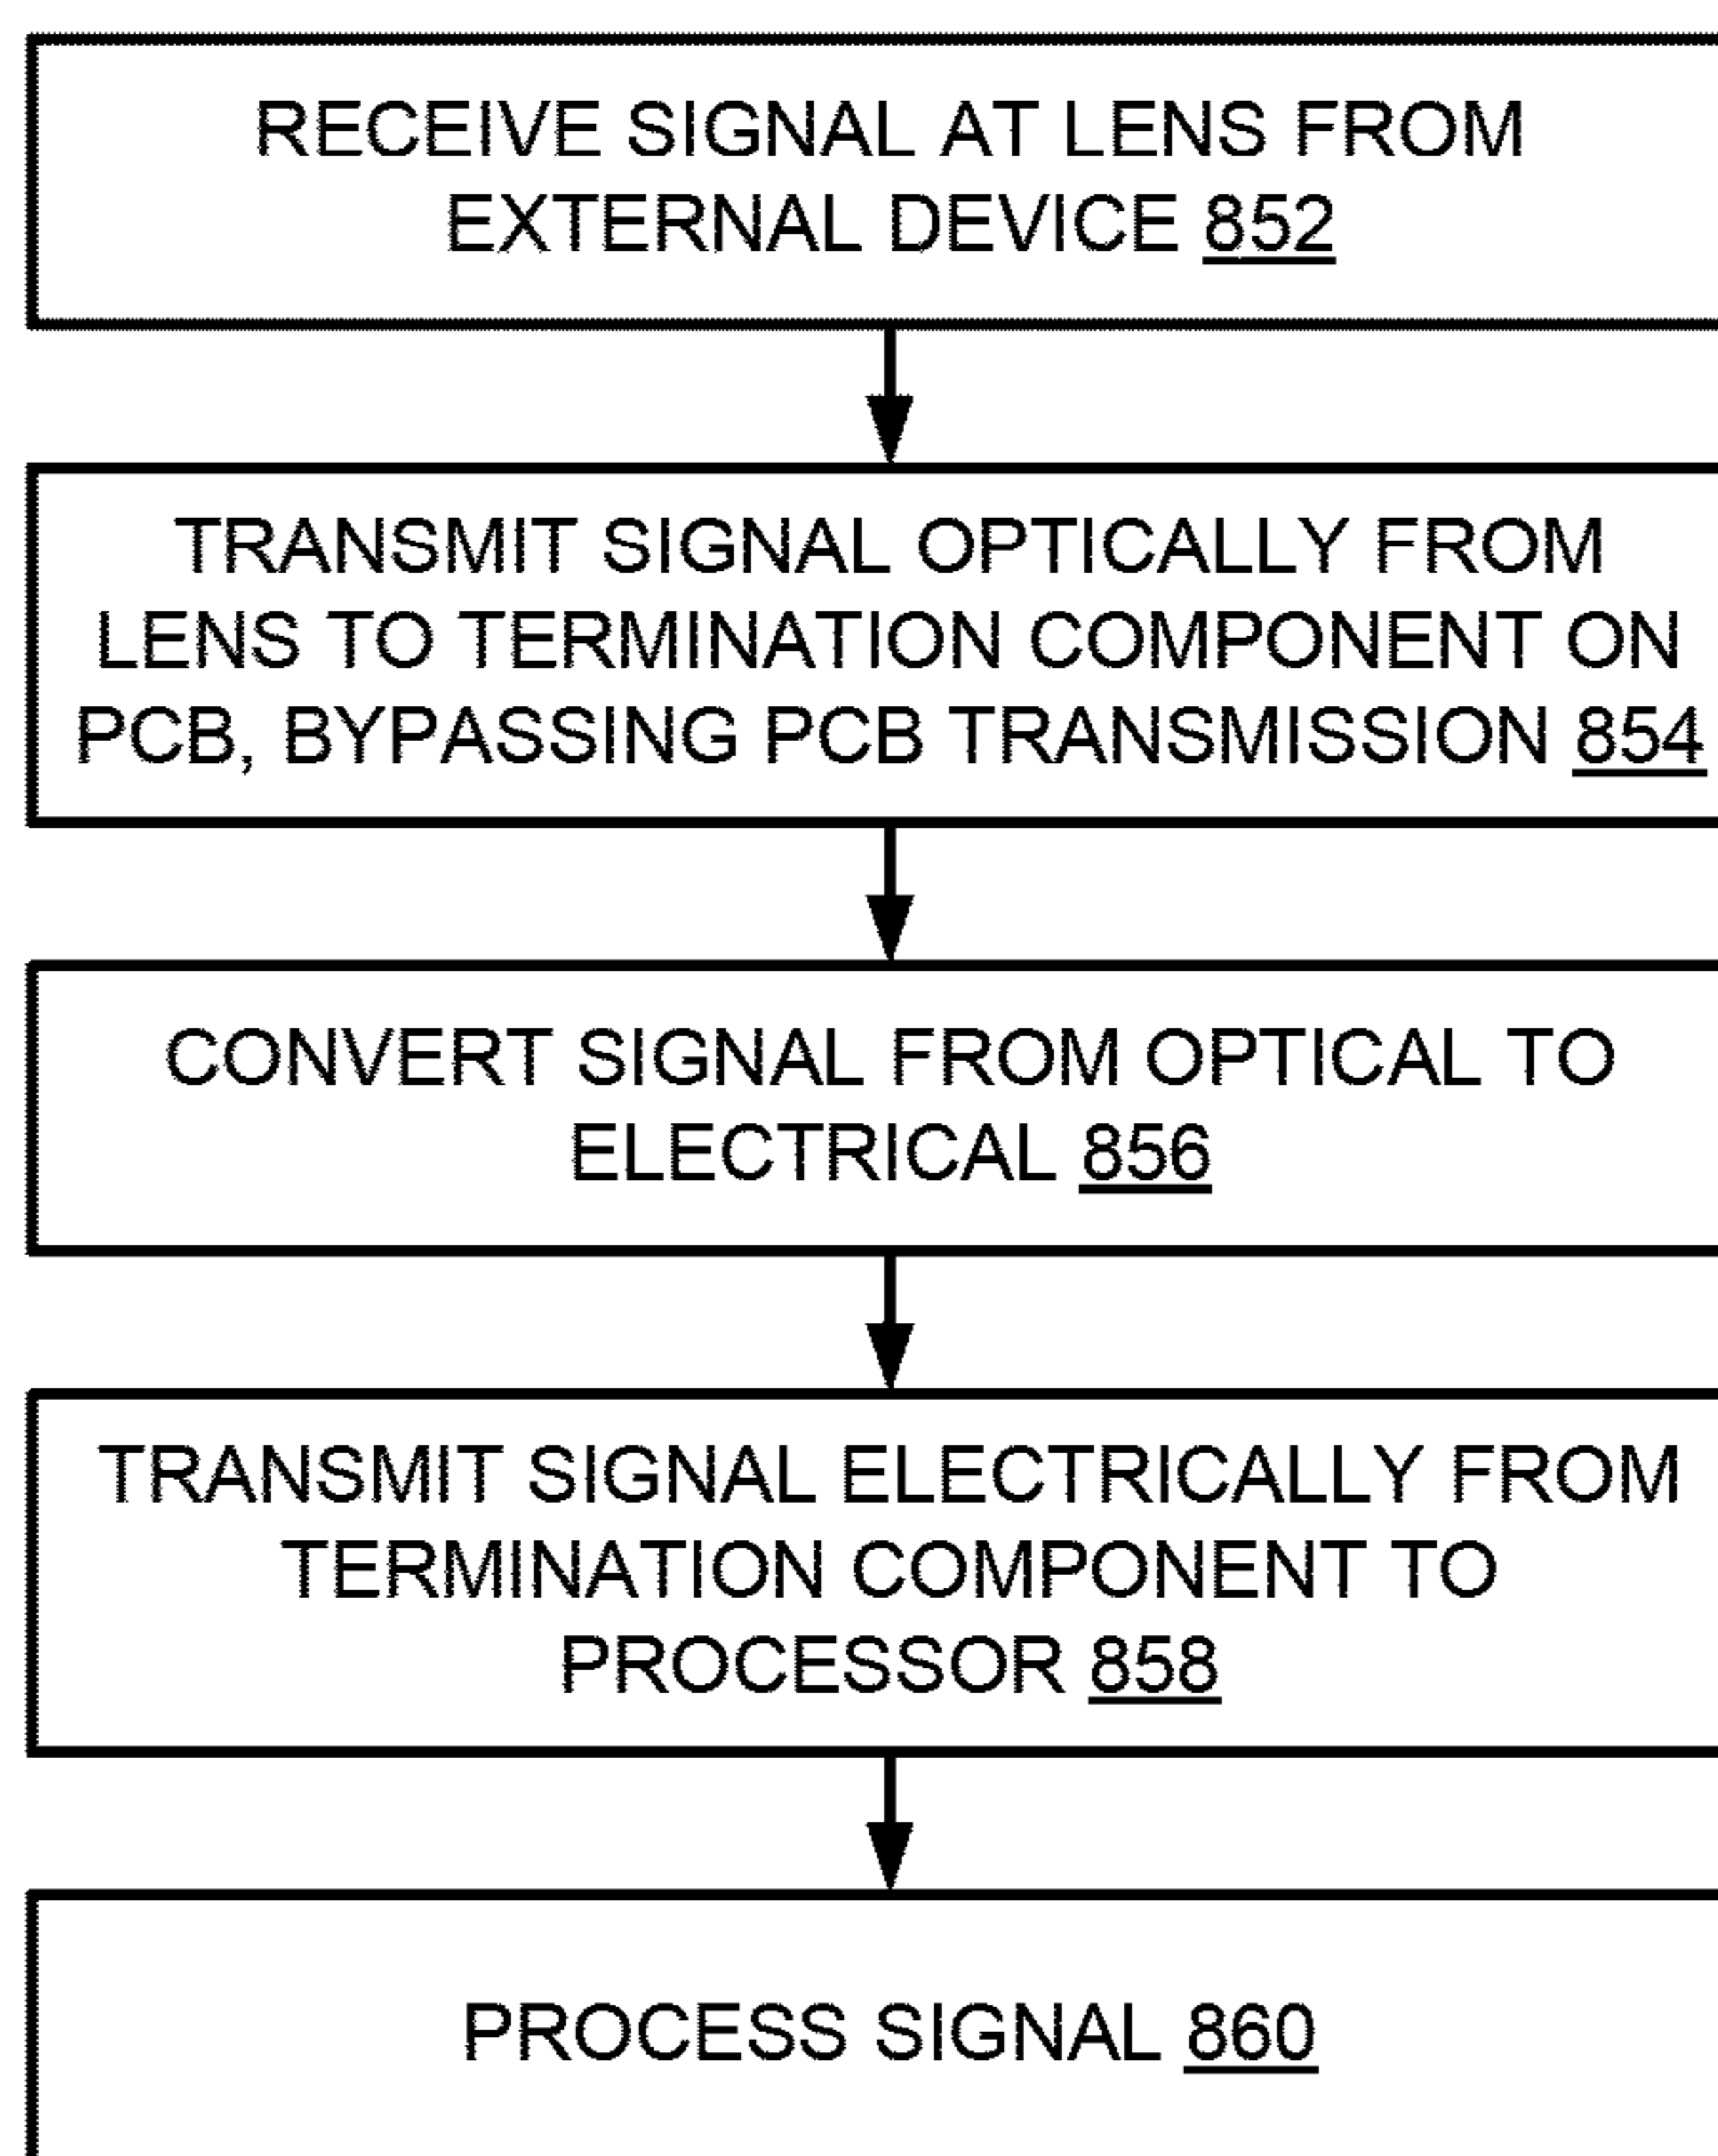 RECEIVE SIGNAL AT LENS FROM
EXTERNAL DEVICE 852
TRANSMIT SIGNAL OPTICALLY FROM
LENS TO TERMINATION COMPONENT ON
PCB, BYPASSING PCB TRANSMISSION 854
CONVERT SIGNAL FROM OPTICAL TO
ELECTRICAL 856
TRANSMIT SIGNAL ELECTRICALLY FROM
TERMINATION COMPONENT TO
PROCESSOR 858
PROCESS SIGNAL 860